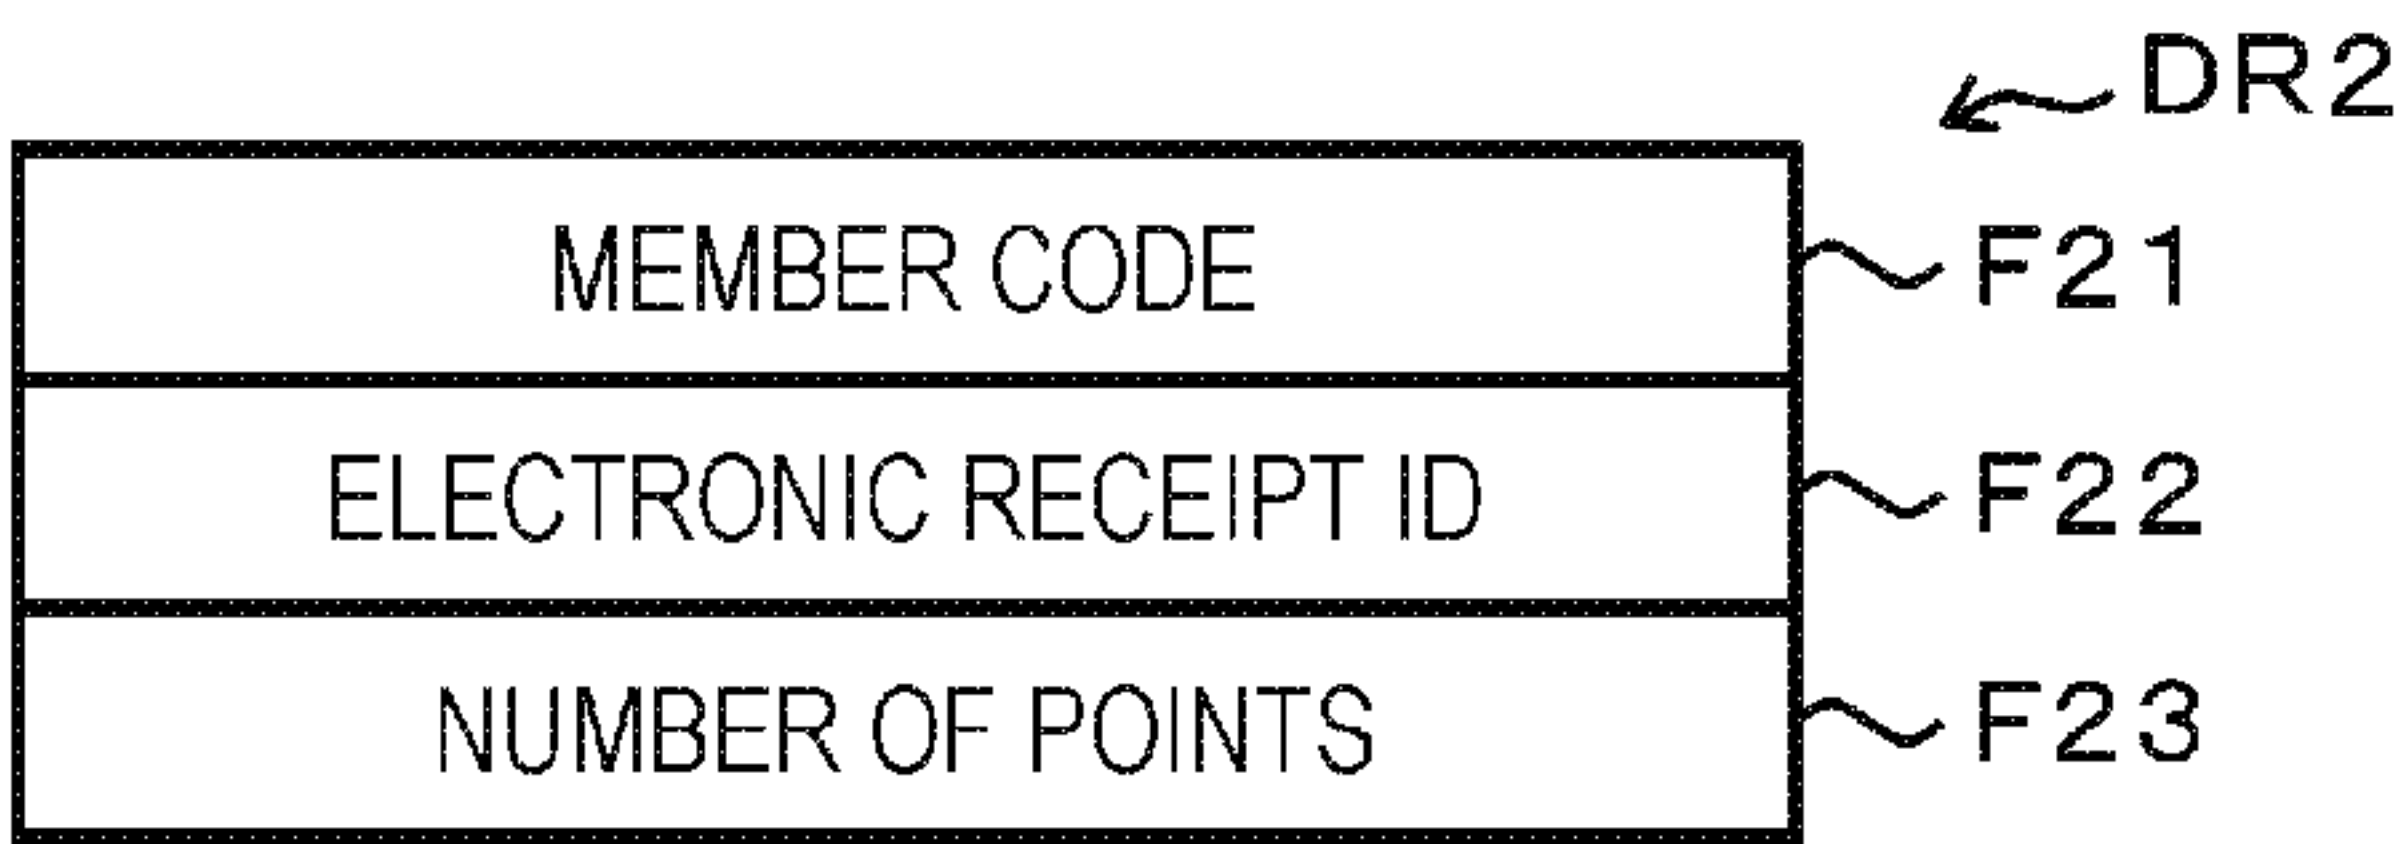 DR2
MEMBER CODE F21
ELECTRONIC RECEIPT ID F22
NUMBER OF POINTS F23